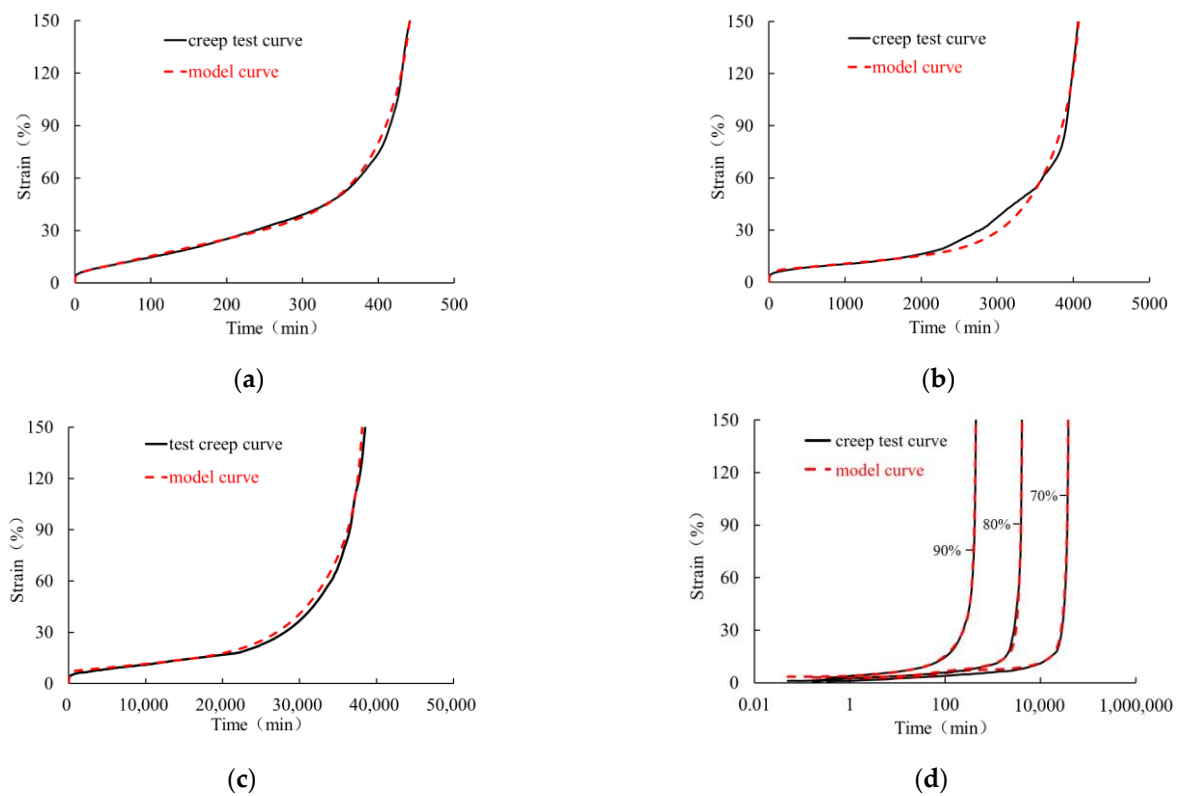 150
120
90
60
30
0
Strain (%)
creep test curve
model curve
0 100 200 300 400 500
Time (min)
(a)
150
120
90
60
30
0
Strain (%)
creep test curve
model curve
0 1000 2000 3000 4000 5000
Time (min)
(b)
150
120
90
60
30
0
Strain (%)
test creep curve
model curve
0 10,000 20,000 30,000 40,000 50,000
Time (min)
(c)
150
120
90
60
30
0
Strain (%)
creep test curve
model curve
70%
80%
90%
0.01 1 100 10,000 1,000,000
Time (min)
(d)